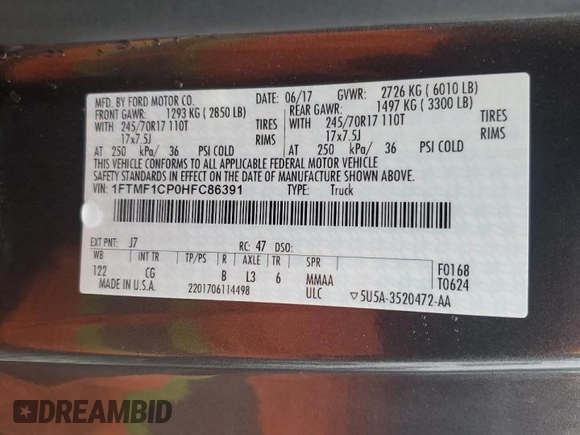 MFD. BY FORD MOTOR CO. DATE: 06/17 GVWR: 2726 KG ( 6010 LB)
FRONT GAWR: 1293 KG ( 2850 LB) REAR GAWR: 1497 KG ( 3300 LB)
WITH 245/70R17 110T TIRES WITH 245/70R17 110T TIRES
17x7.5J RIMS 17x7.5J RIMS
AT 250 kPa/ 36 PSI COLD AT 250 kPa/ 36 PSI COLD
THIS VEHICLE CONFORMS TO ALL APPLICABLE FEDERAL MOTOR VEHICLE
SAFETY STANDARDS IN EFFECT ON THE DATE OF MANUFACTURE SHOWN ABOVE.
VIN: 1FTMF1CP0HFC86391 TYPE: Truck
EXT PNT: J7 RC: 47 DSO:
WB INT TR TP/PS R AXLE TR SPR F0168
122 CG B L3 6 MMAA T0624
MADE IN U.S.A. 2201706114498 ULC ▽5U5A-3520472-AA
DREAMBID